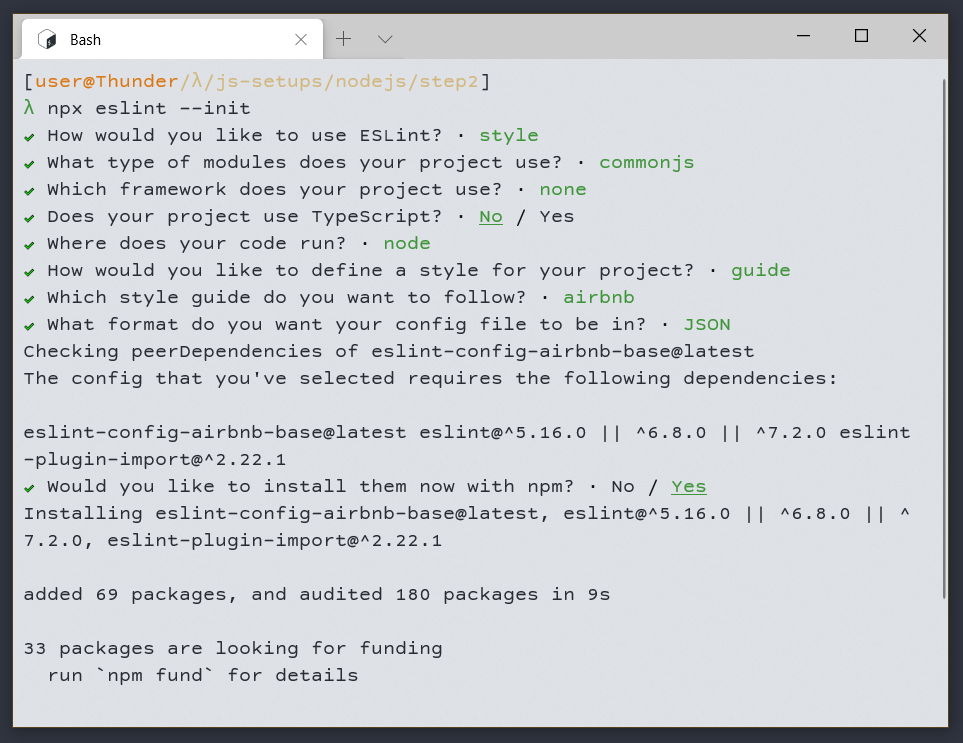 Bash
[user@Thunder/λ/js-setups/nodejs/step2]
λ npx eslint --init
✔ How would you like to use ESLint? · style
✔ What type of modules does your project use? · commonjs
✔ Which framework does your project use? · none
✔ Does your project use TypeScript? · No / Yes
✔ Where does your code run? · node
✔ How would you like to define a style for your project? · guide
✔ Which style guide do you want to follow? · airbnb
✔ What format do you want your config file to be in? · JSON
Checking peerDependencies of eslint-config-airbnb-base@latest
The config that you've selected requires the following dependencies:
eslint-config-airbnb-base@latest eslint@^5.16.0 || ^6.8.0 || ^7.2.0 eslint
-plugin-import@^2.22.1
✔ Would you like to install them now with npm? · No / Yes
Installing eslint-config-airbnb-base@latest, eslint@^5.16.0 || ^6.8.0 || ^
7.2.0, eslint-plugin-import@^2.22.1
added 69 packages, and audited 180 packages in 9s
33 packages are looking for funding
run `npm fund` for details